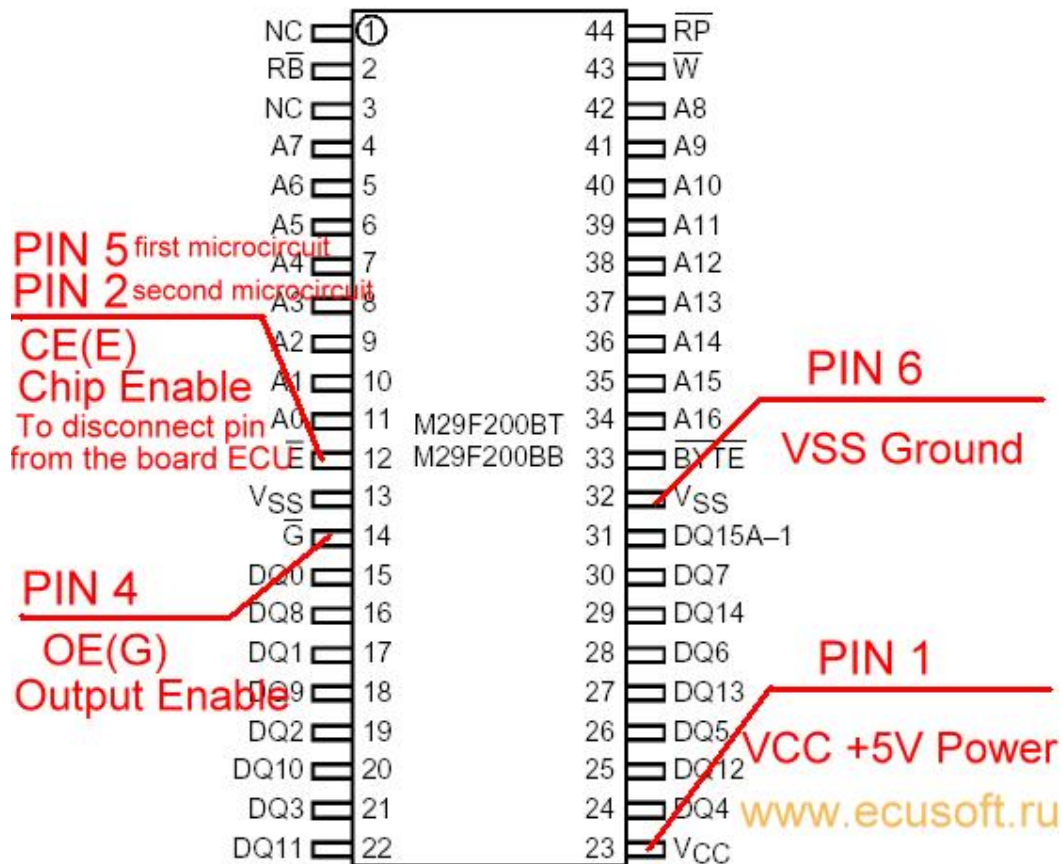 NC 1 44 RP
RB 2 43 W
NC 3 42 A8
A7 4 41 A9
A6 5 40 A10
A5 6 39 A11
PIN 5 first microcircuit
A4 7 38 A12
PIN 2 second microcircuit
A3 8 37 A13
CE(E)
A2 9 36 A14
Chip Enable
A1 10 35 A15
PIN 6
To disconnect pin
A0 11 M29F200BT 34 A16
from the board ECU
E 12 M29F200BB 33 BYTE
VSS Ground
VSS 13 32 VSS
G 14 31 DQ15A–1
PIN 4
DQ0 15 30 DQ7
DQ8 16 29 DQ14
OE(G)
DQ1 17 28 DQ6
PIN 1
Output Enable
DQ9 18 27 DQ13
DQ2 19 26 DQ5
VCC +5V Power
DQ10 20 25 DQ12
DQ3 21 24 DQ4
www.ecusoft.ru
DQ11 22 23 VCC